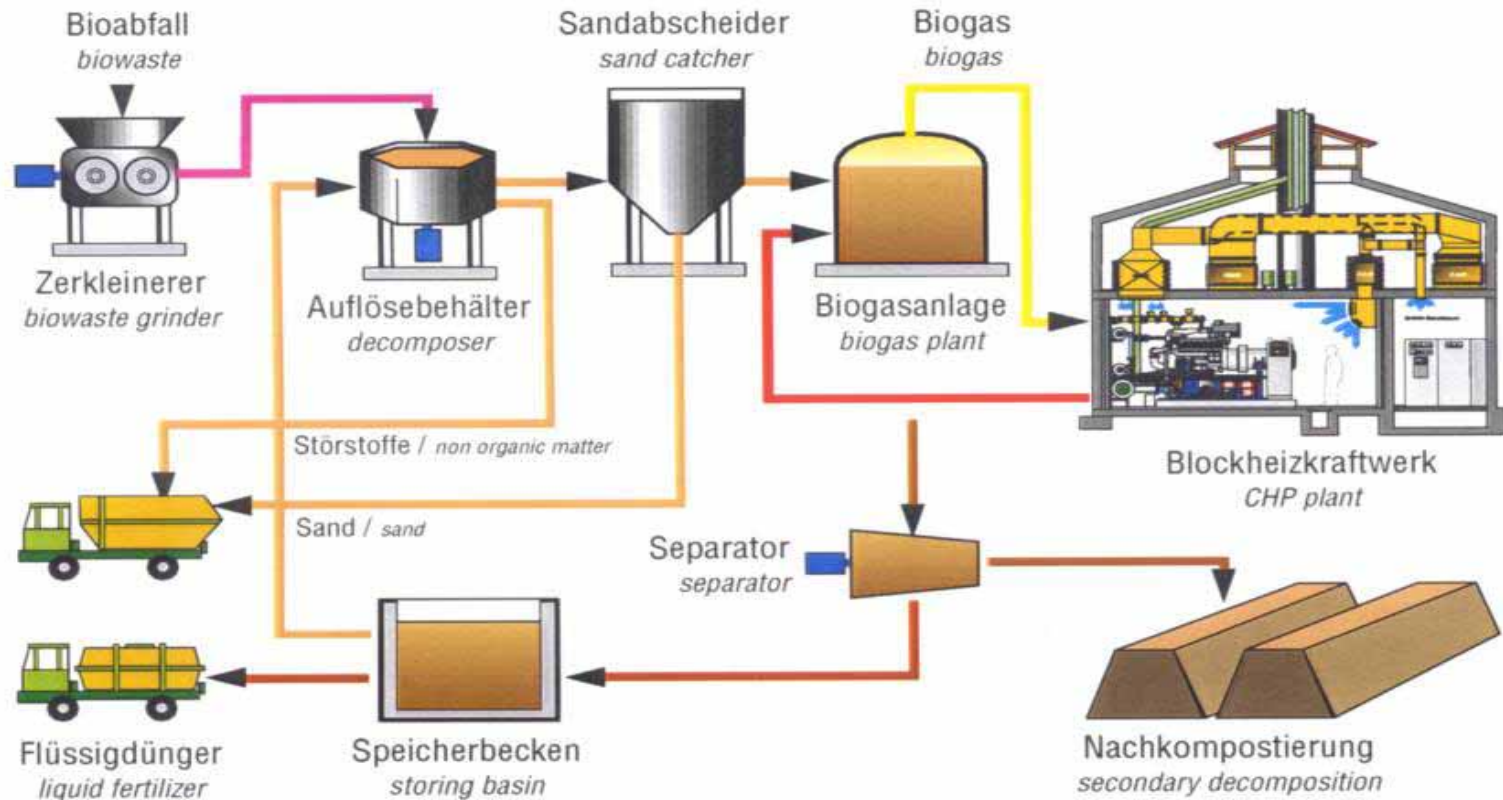 Bioabfall
biowaste
Sandabscheider
sand catcher
Biogas
biogas
Zerkleinerer
biowaste grinder
Auflösebehälter
decomposer
Biogasanlage
biogas plant
Störstoffe / non organic matter
Blockheizkraftwerk
CHP plant
Sand / sand
Separator
separator
Flüssigdünger
liquid fertilizer
Speicherbecken
storing basin
Nachkompostierung
secondary decomposition